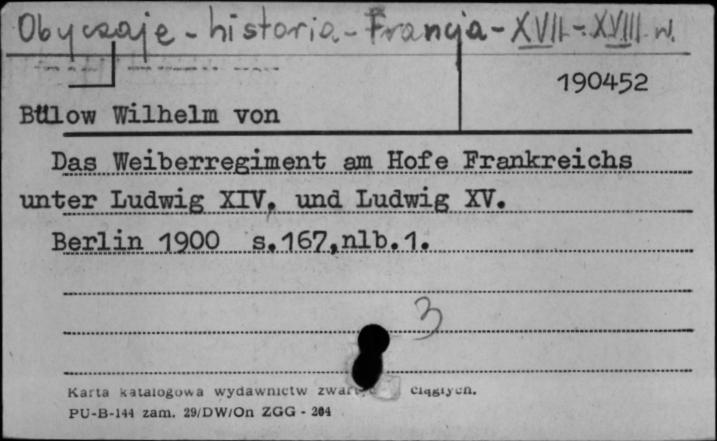 Obyczaje - historia - Francja - XVII - XVIII w.
190452
Bülow Wilhelm von
Das Weiberregiment am Hofe Frankreichs
unter Ludwig XIV. und Ludwig XV.
Berlin 1900 s.167,nlb.1.
3
Karta katalogowa wydawnictw ciągłych.
PU-B-144 zam. 29/DW/On ZGG - 204